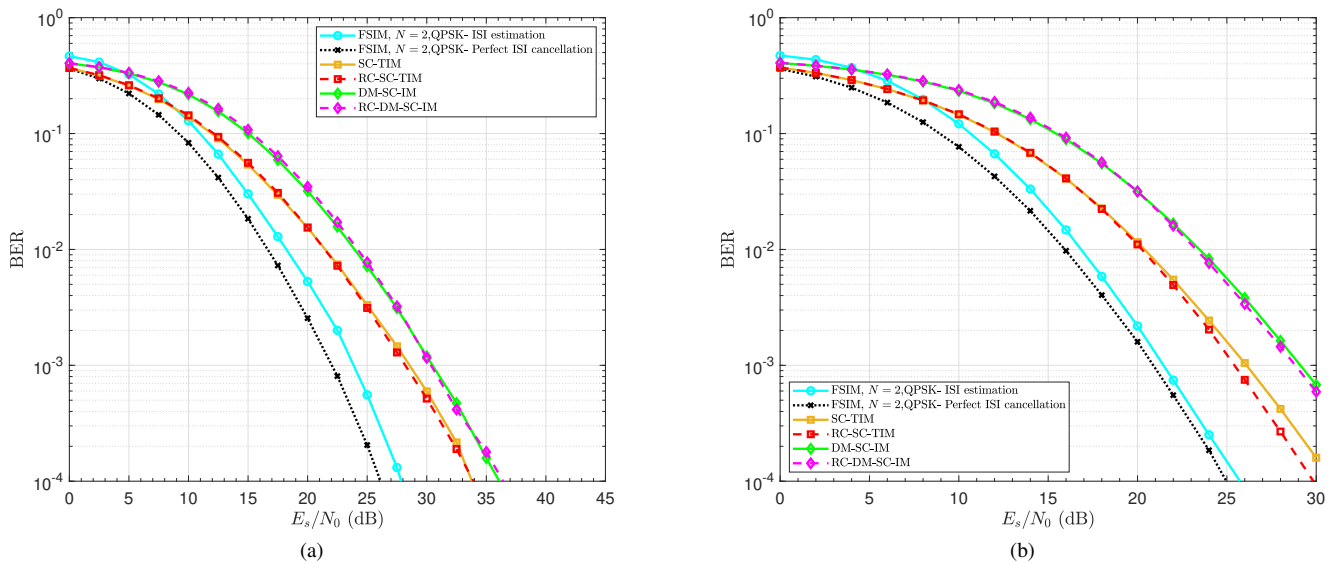 10^0
10^-1
10^-2
10^-3
10^-4
BER
0 5 10 15 20 25 30 35 40 45
E_s/N_0 (dB)
FSIM, N = 2,QPSK- ISI estimation
FSIM, N = 2,QPSK- Perfect ISI cancellation
SC-TIM
RC-SC-TIM
DM-SC-IM
RC-DM-SC-IM
(a)
10^0
10^-1
10^-2
10^-3
10^-4
BER
FSIM, N = 2,QPSK- ISI estimation
FSIM, N = 2,QPSK- Perfect ISI cancellation
SC-TIM
RC-SC-TIM
DM-SC-IM
RC-DM-SC-IM
0 5 10 15 20 25 30
E_s/N_0 (dB)
(b)